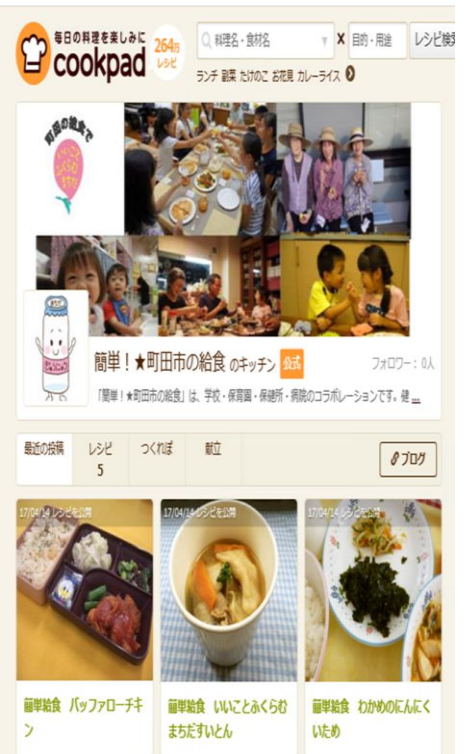 毎日の料理を楽しみに
cookpad
264万
レシピ
料理名・食材名
×
目的・用途
レシピ検索
ランチ 副菜 たけのこ お花見 カレーライス
町田の給食で
いいこと
ふくらむ
簡単！★町田市の給食 のキッチン 公式
フォロワー：0人
「簡単！★町田市の給食」は、学校・保育園・保健所・病院のコラボレーションです。健...
最近の投稿
レシピ
5
つくれぽ
献立
ブログ
17/04/14 レシピを公開
17/04/14 レシピを公開
17/04/14 レシピを公開
簡単給食 バッファローチキ
ン
簡単給食 いいことふくらむ
まちだすいとん
簡単給食 わかめのにんにく
いため